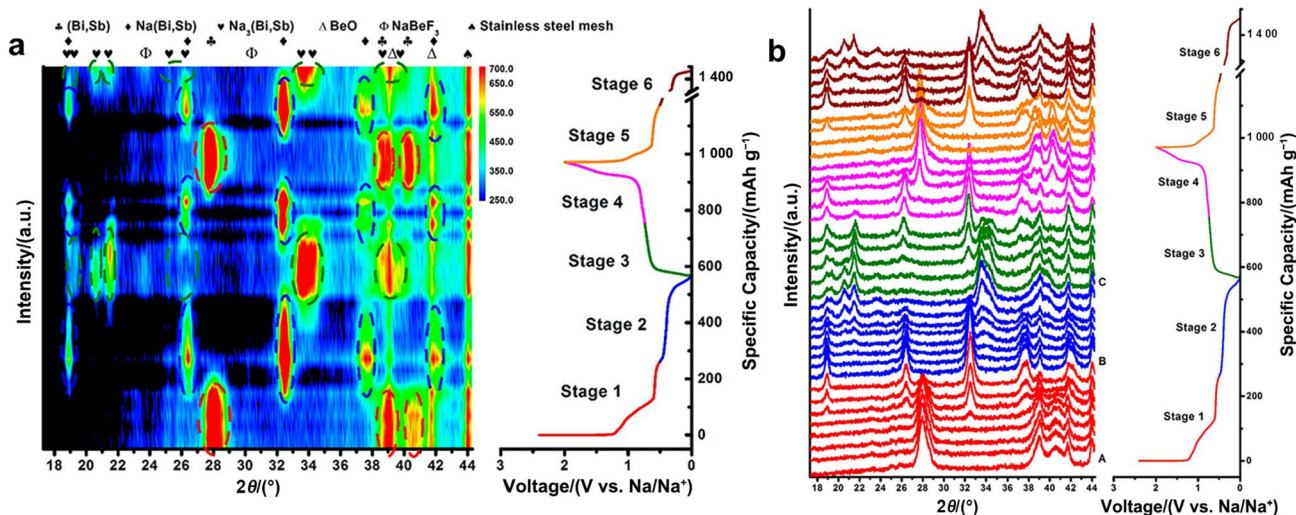 ♣ (Bi,Sb) ♦ Na(Bi,Sb) ♥ Na₃(Bi,Sb) Δ BeO Φ NaBeF₃ ♠ Stainless steel mesh
a
♦ Φ ♦ ♣ Φ ♦ ♦ ♣ ♣ ♦ ♠
♥♥ ♥ ♥ ♥ ♥ ♥♥ ♥ Δ ♥ Δ
700.0
650.0
550.0
450.0
350.0
250.0
Intensity/(a.u.)
18 20 22 24 26 28 30 32 34 36 38 40 42 44
2θ/(°)
Stage 6
Stage 5
Stage 4
Stage 3
Stage 2
Stage 1
1 400
1 000
800
600
400
200
0
Specific Capacity/(mAh g⁻¹)
3 2 1 0
Voltage/(V vs. Na/Na⁺)
b
Intensity/(a.u.)
C
B
A
18 20 22 24 26 28 30 32 34 36 38 40 42 44
2θ/(°)
Stage 6
Stage 5
Stage 4
Stage 3
Stage 2
Stage 1
1 400
1 000
800
600
400
200
0
Specific Capacity/(mAh g⁻¹)
3 2 1 0
Voltage/(V vs. Na/Na⁺)